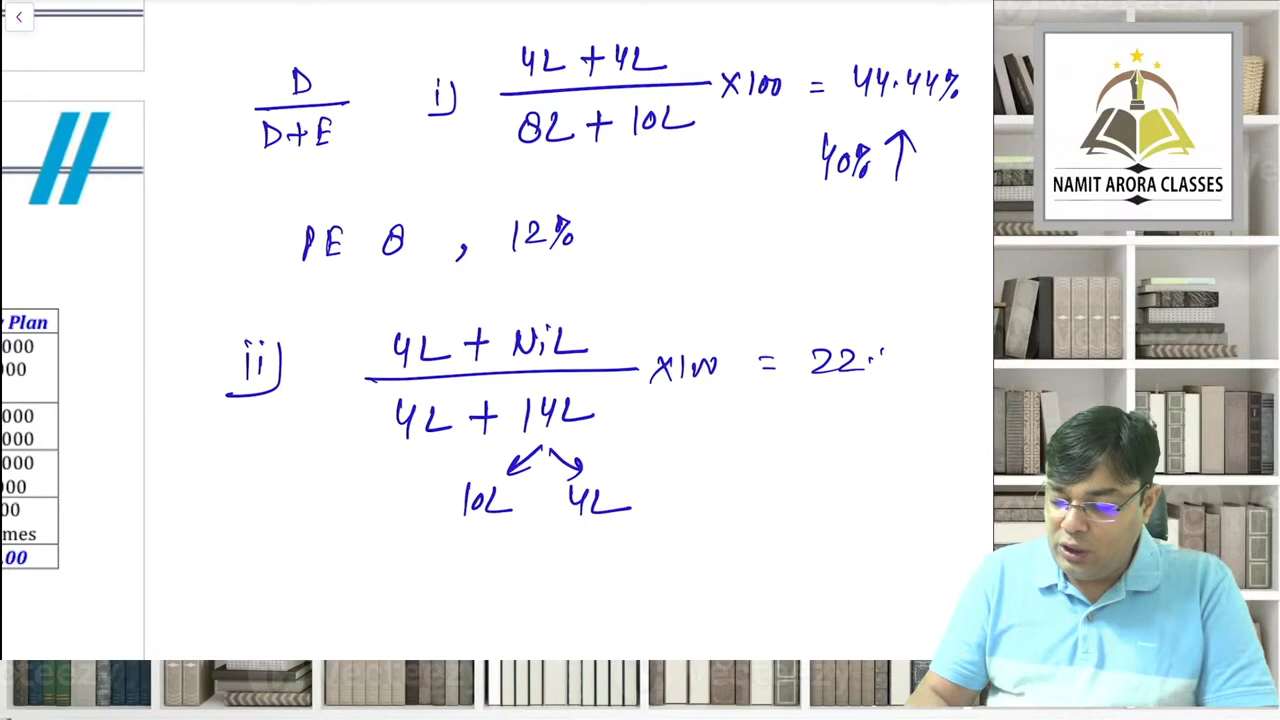 D / D+E   i)   4L + 4L / 8L + 10L × 100 = 44.44%
40% ↑
PE 8 , 12%
ii)   4L + NiL / 4L + 14L × 100 = 22.
10L 4L
NAMIT ARORA CLASSES
Plan
000
00
000
000
000
000
00
mes
.00